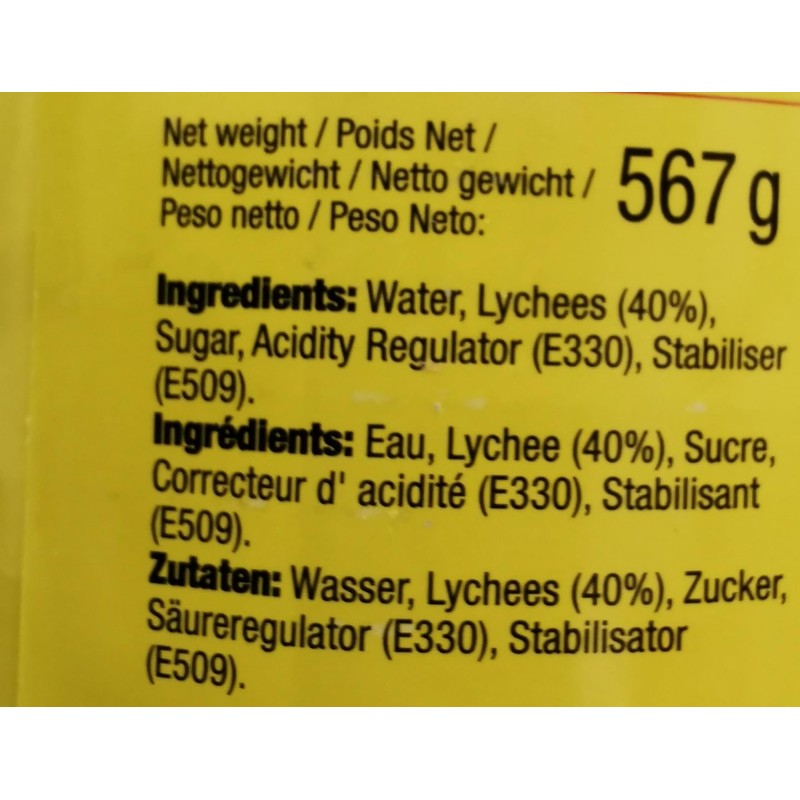 Net weight / Poids Net /
Nettogewicht / Netto gewicht /
Peso netto / Peso Neto:
567 g
Ingredients: Water, Lychees (40%),
Sugar, Acidity Regulator (E330), Stabiliser
(E509).
Ingrédients: Eau, Lychee (40%), Sucre,
Correcteur d' acidité (E330), Stabilisant
(E509).
Zutaten: Wasser, Lychees (40%), Zucker,
Säureregulator (E330), Stabilisator
(E509).